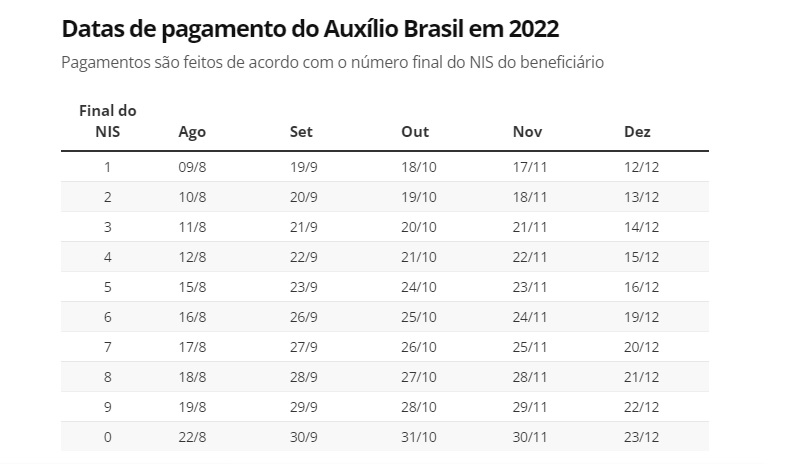 Datas de pagamento do Auxílio Brasil em 2022
Pagamentos são feitos de acordo com o número final do NIS do beneficiário
Final do
NIS Ago Set Out Nov Dez
1 09/8 19/9 18/10 17/11 12/12
2 10/8 20/9 19/10 18/11 13/12
3 11/8 21/9 20/10 21/11 14/12
4 12/8 22/9 21/10 22/11 15/12
5 15/8 23/9 24/10 23/11 16/12
6 16/8 26/9 25/10 24/11 19/12
7 17/8 27/9 26/10 25/11 20/12
8 18/8 28/9 27/10 28/11 21/12
9 19/8 29/9 28/10 29/11 22/12
0 22/8 30/9 31/10 30/11 23/12